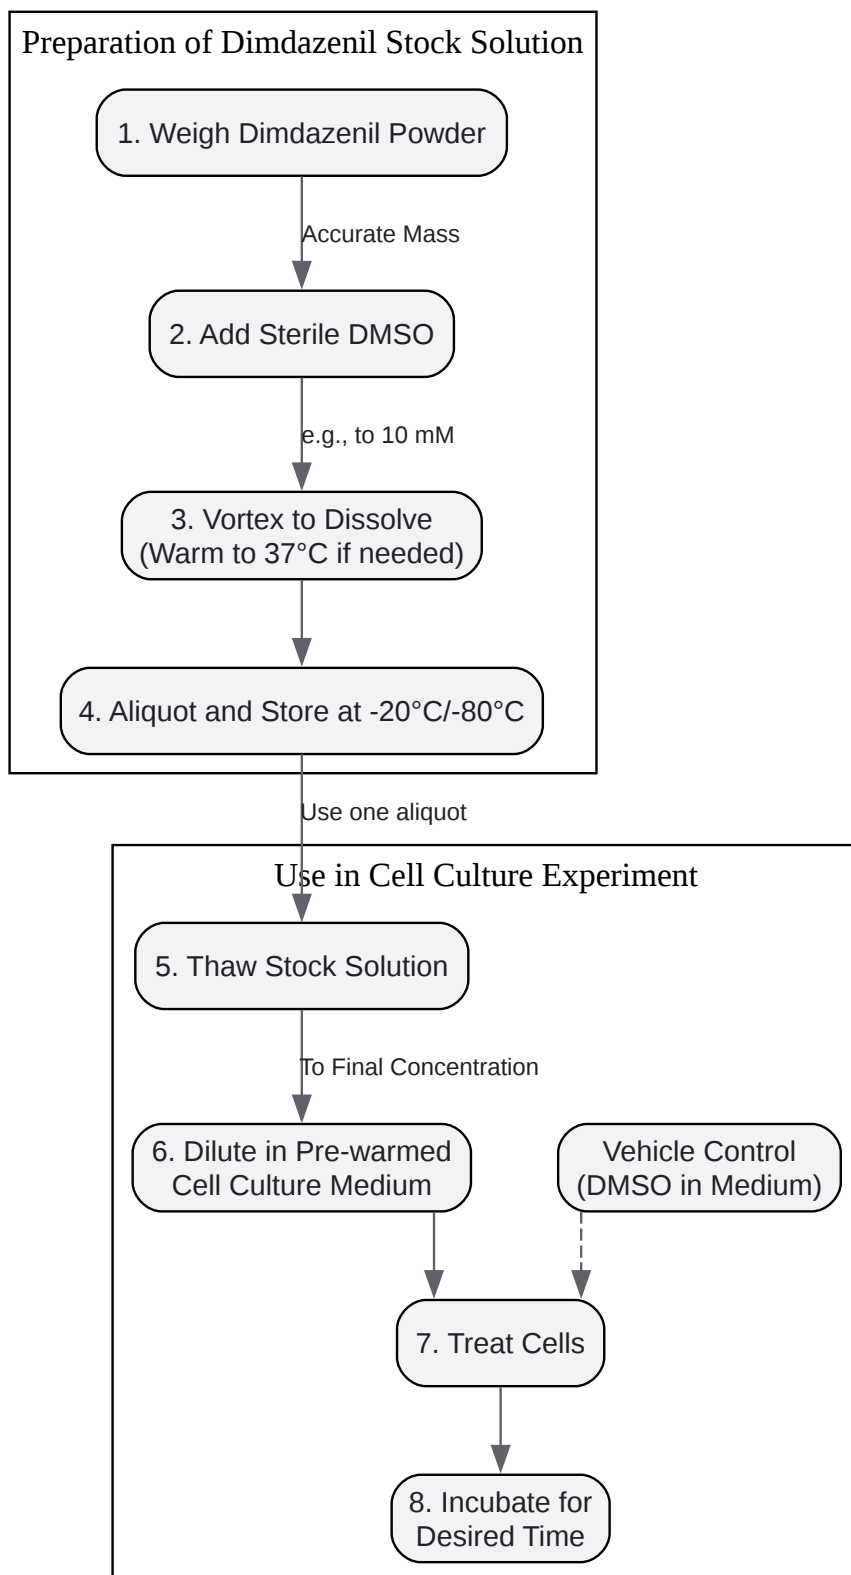 Preparation of Dimdazenil Stock Solution
1. Weigh Dimdazenil Powder
Accurate Mass
2. Add Sterile DMSO
e.g., to 10 mM
3. Vortex to Dissolve
(Warm to 37°C if needed)
4. Aliquot and Store at -20°C/-80°C
Use one aliquot
Use in Cell Culture Experiment
5. Thaw Stock Solution
To Final Concentration
6. Dilute in Pre-warmed
Cell Culture Medium
Vehicle Control
(DMSO in Medium)
7. Treat Cells
8. Incubate for
Desired Time